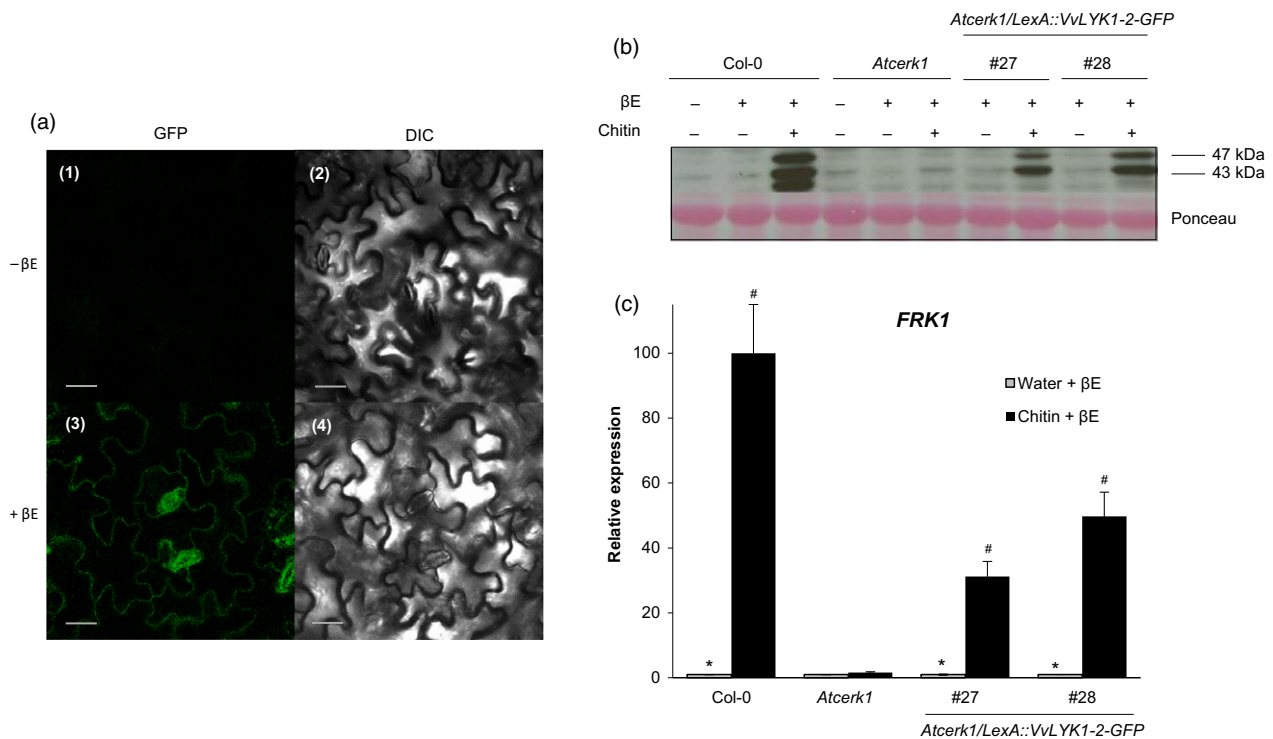 (a)
GFP DIC
(1) (2)
– βE
(3) (4)
+ βE
(b)
Atcerk1/LexA::VvLYK1-2-GFP
Col-0 Atcerk1 #27 #28
βE – + + – + + + + + +
Chitin – – + – – + – + – +
47 kDa
43 kDa
Ponceau
(c)
FRK1
Relative expression
100
80
60
40
20
0
Water + βE
Chitin + βE
#
* * *
# #
Col-0 Atcerk1 #27 #28
Atcerk1/LexA::VvLYK1-2-GFP